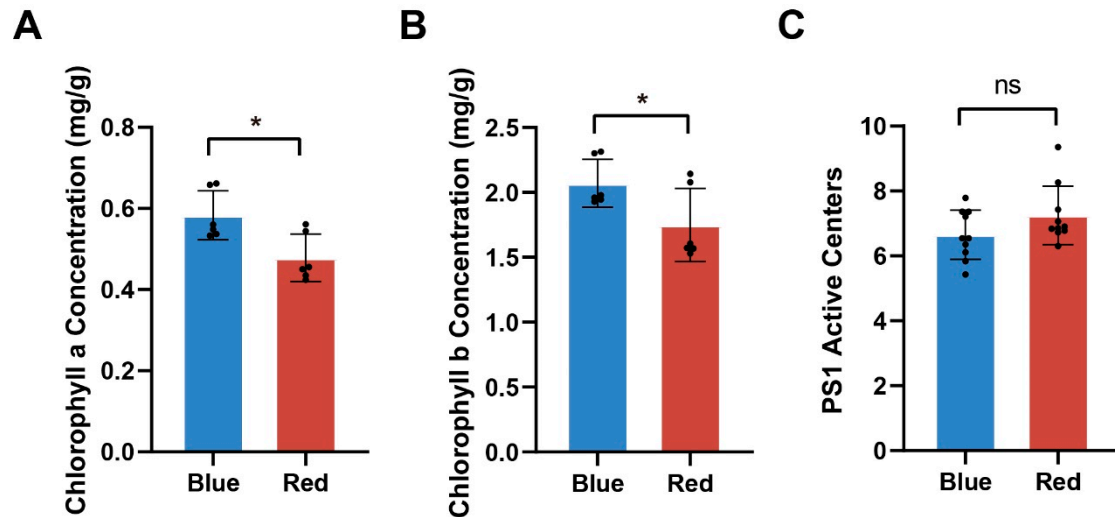 A
Chlorophyll a Concentration (mg/g)
0.8
0.6
0.4
0.2
0.0
*
Blue Red
B
Chlorophyll b Concentration (mg/g)
2.5
2.0
1.5
1.0
0.5
0.0
*
Blue Red
C
PS1 Active Centers
10
8
6
4
2
0
ns
Blue Red